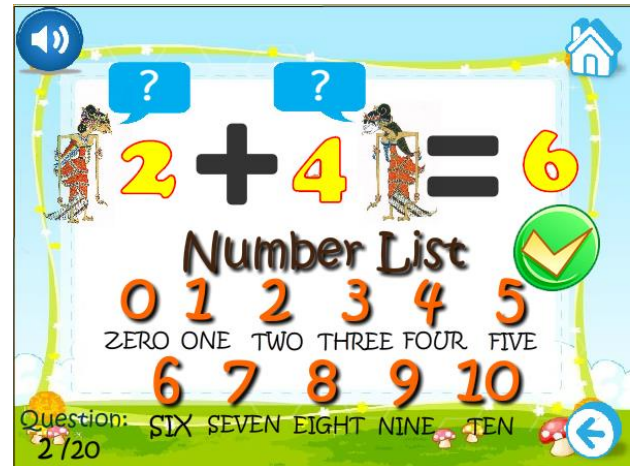 ? ?
2 + 4 = 6
Number List
0 1 2 3 4 5
ZERO ONE TWO THREE FOUR FIVE
6 7 8 9 10
SIX SEVEN EIGHT NINE TEN
Question:
2/20